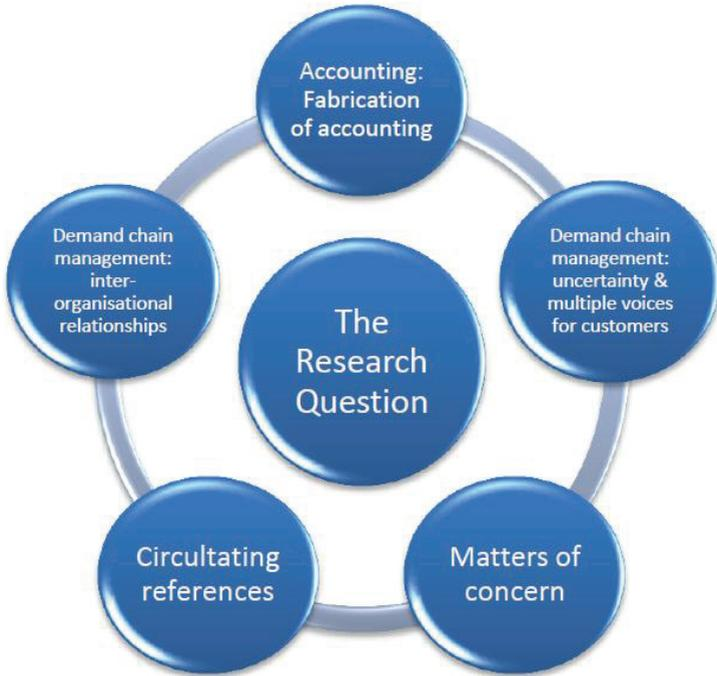 Accounting:
Fabrication
of accounting
Demand chain
management:
inter-
organisational
relationships
Demand chain
management:
uncertainty &
multiple voices
for customers
The
Research
Question
Circultating
references
Matters of
concern